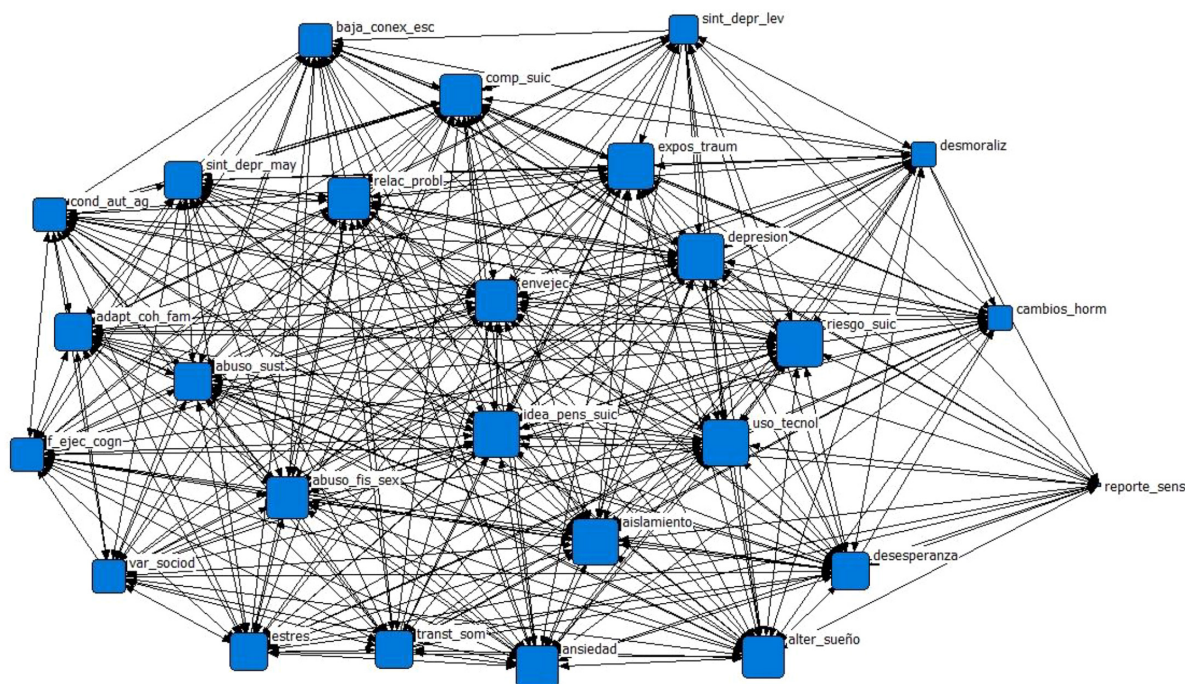 baja_conex_esc
sint_depr_lev
comp_suic
expos_traum
desmoraliz
sint_depr_may
relac_probl
cond_aut_ag
depresion
envejec
cambios_horm
adapt_coh_fam
riesgo_suic
abuso_sust
idea_pens_suic
uso_tecnol
f_ejec_cogn
abuso_fis_sex
reporte_sens
aislamiento
desesperanza
var_sociod
estres
transt_som
ansiedad
alter_sueño